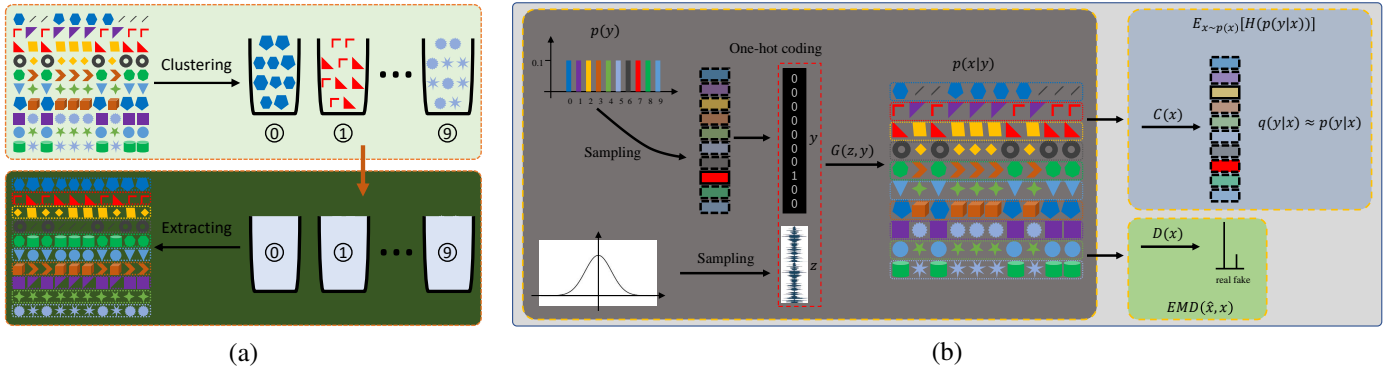 Clustering
⓪ ① ⑨
Extracting
⓪ ① ⑨
(a)
p(y)
0.1
0 1 2 3 4 5 6 7 8 9
Sampling
One-hot coding
0
0
0
0
0
0
0
1
0
0
y
Sampling
z
G(z, y)
p(x|y)
E_{x~p(x)}[H(p(y|x))]
C(x)
q(y|x) ≈ p(y|x)
D(x)
real fake
EMD(x̂, x)
(b)